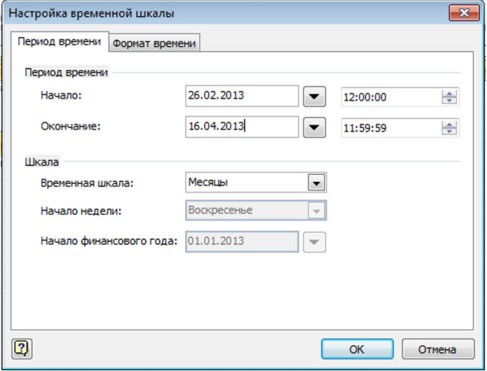 Настройка временной шкалы
Период времени Формат времени
Период времени
Начало: 26.02.2013 12:00:00
Окончание: 16.04.2013 11:59:59
Шкала
Временная шкала: Месяцы
Начало недели: Воскресенье
Начало финансового года: 01.01.2013
ОК Отмена